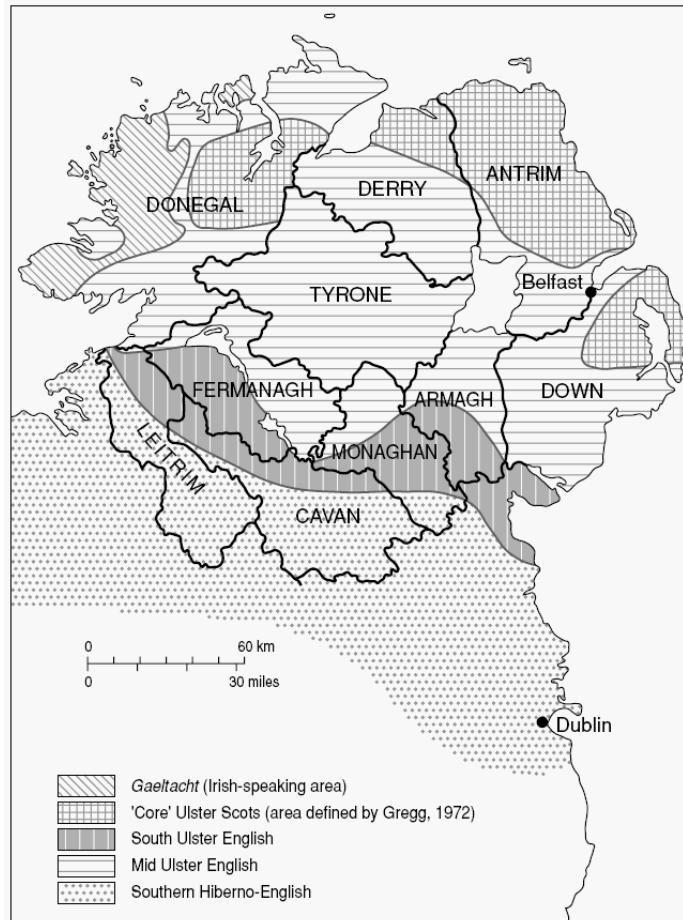 ANTRIM
DERRY
DONEGAL
Belfast
TYRONE
FERMANAGH
ARMAGH
DOWN
MONAGHAN
LEITRIM
CAVAN
0 60 km
0 30 miles
Dublin
Gaeltacht (Irish-speaking area)
'Core' Ulster Scots (area defined by Gregg, 1972)
South Ulster English
Mid Ulster English
Southern Hiberno-English